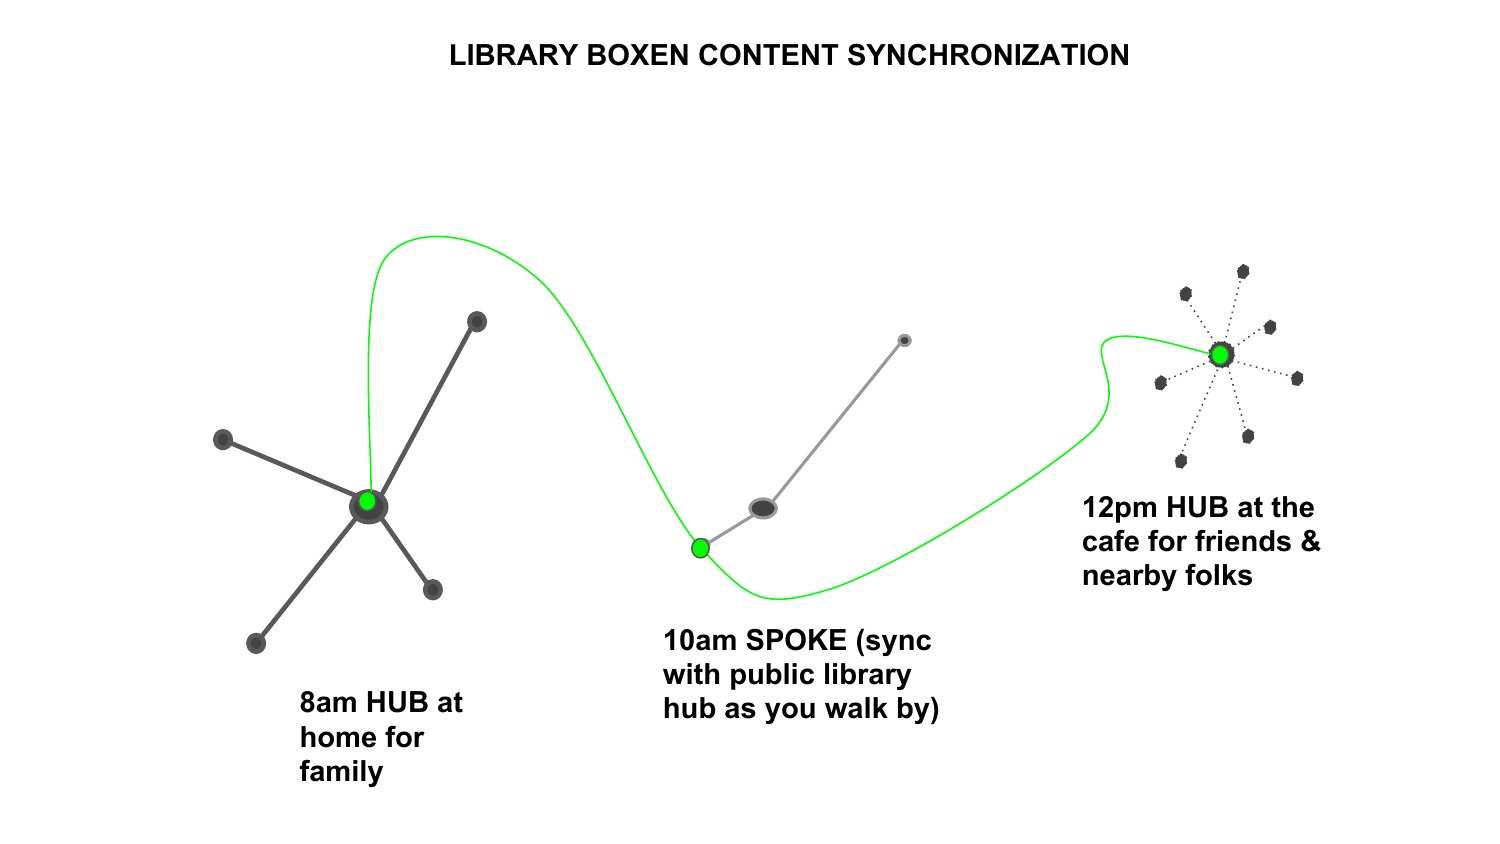 LIBRARY BOXEN CONTENT SYNCHRONIZATION
8am HUB at
home for
family
10am SPOKE (sync
with public library
hub as you walk by)
12pm HUB at the
cafe for friends &
nearby folks